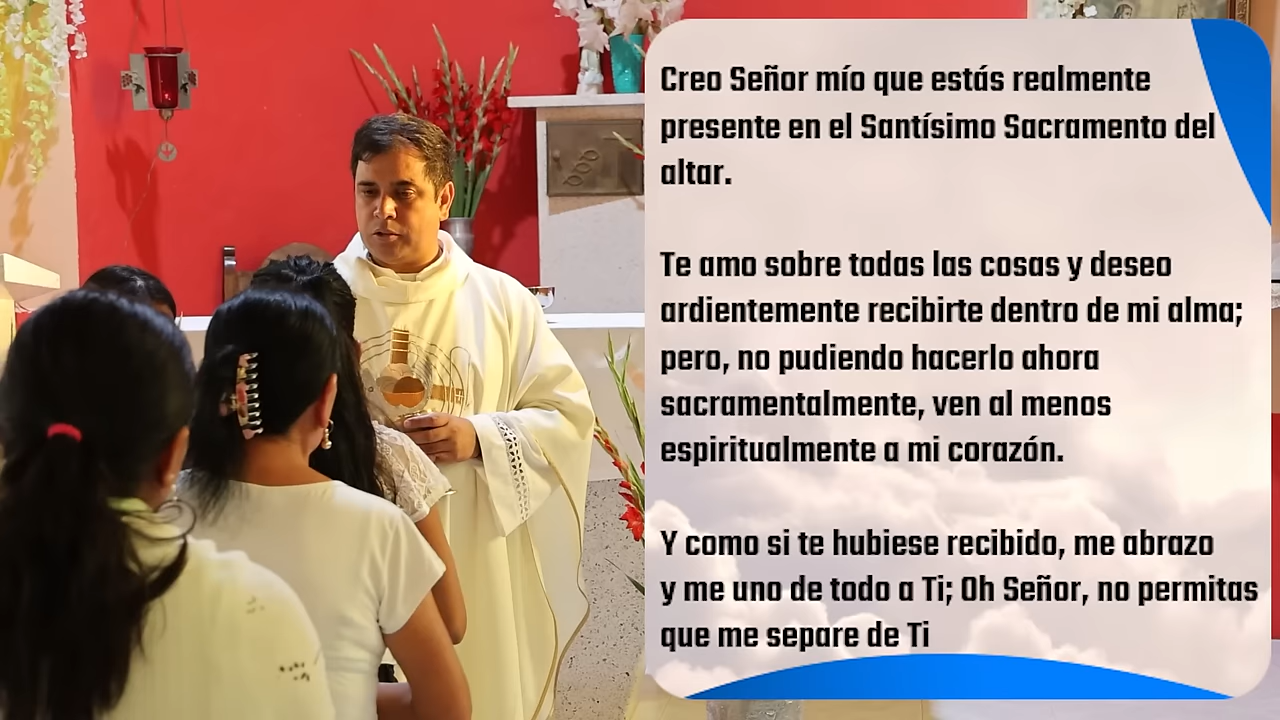 Creo Señor mío que estás realmente
presente en el Santísimo Sacramento del
altar.
Te amo sobre todas las cosas y deseo
ardientemente recibirte dentro de mi alma;
pero, no pudiendo hacerlo ahora
sacramentalmente, ven al menos
espiritualmente a mi corazón.
Y como si te hubiese recibido, me abrazo
y me uno de todo a Ti; Oh Señor, no permitas
que me separe de Ti